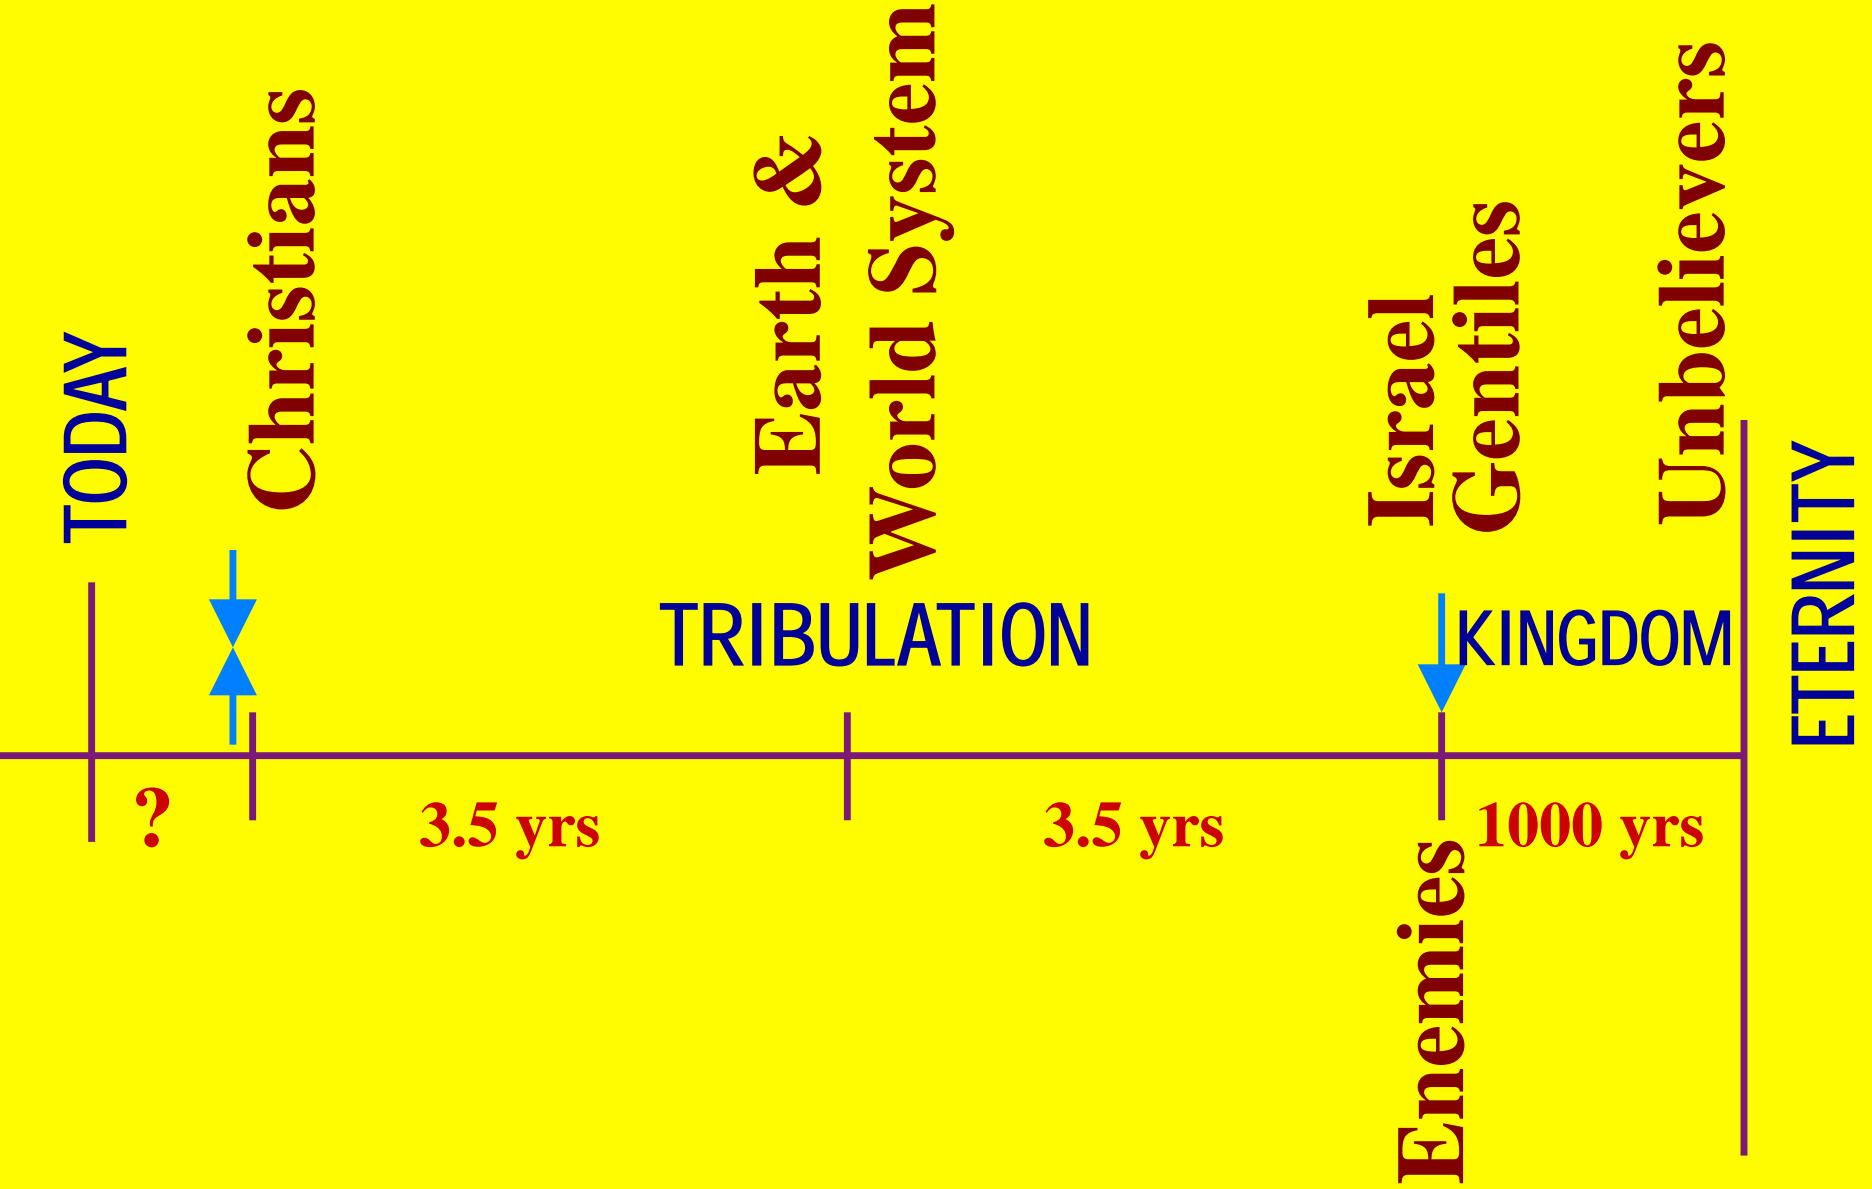 TODAY
Christians
Earth &
World System
Israel
Gentiles
Unbelievers
ETERNITY
TRIBULATION
KINGDOM
?
3.5 yrs
3.5 yrs
1000 yrs
Enemies